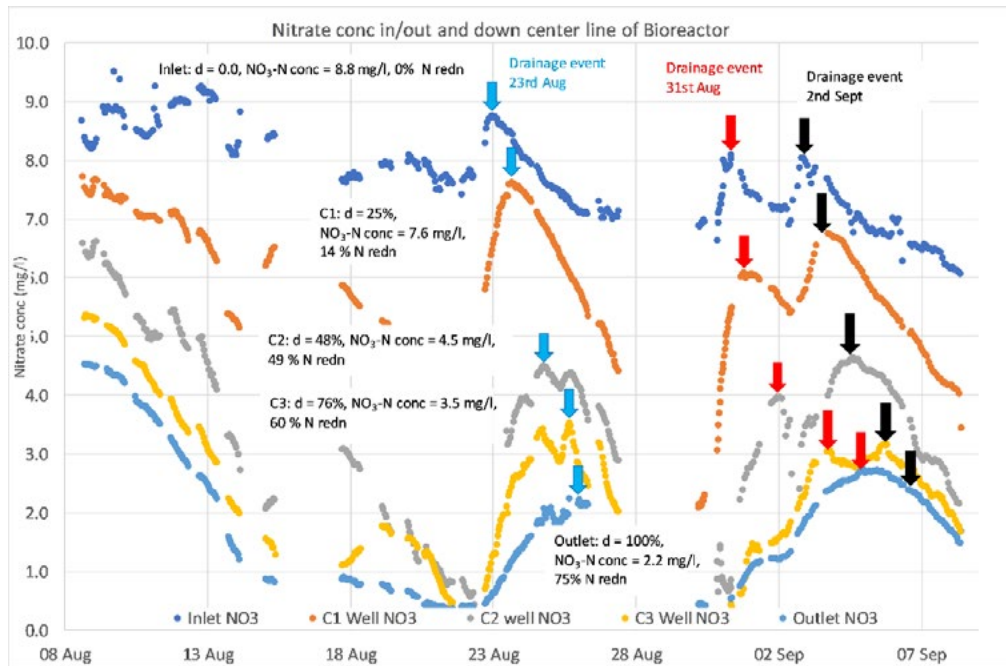 Nitrate conc in/out and down center line of Bioreactor
10.0
9.0
8.0
7.0
6.0
5.0
4.0
3.0
2.0
1.0
0.0
Nitrate conc (mg/l)
Inlet: d = 0.0, NO₃-N conc = 8.8 mg/l, 0% N redn
Drainage event
23rd Aug
Drainage event
31st Aug
Drainage event
2nd Sept
C1: d = 25%,
NO₃-N conc = 7.6 mg/l,
14 % N redn
C2: d = 48%, NO₃-N conc = 4.5 mg/l,
49 % N redn
C3: d = 76%, NO₃-N conc = 3.5 mg/l,
60 % N redn
Outlet: d = 100%,
NO₃-N conc = 2.2 mg/l,
75% N redn
Inlet NO3
C1 Well NO3
C2 well NO3
C3 Well NO3
Outlet NO3
08 Aug
13 Aug
18 Aug
23 Aug
28 Aug
02 Sep
07 Sep